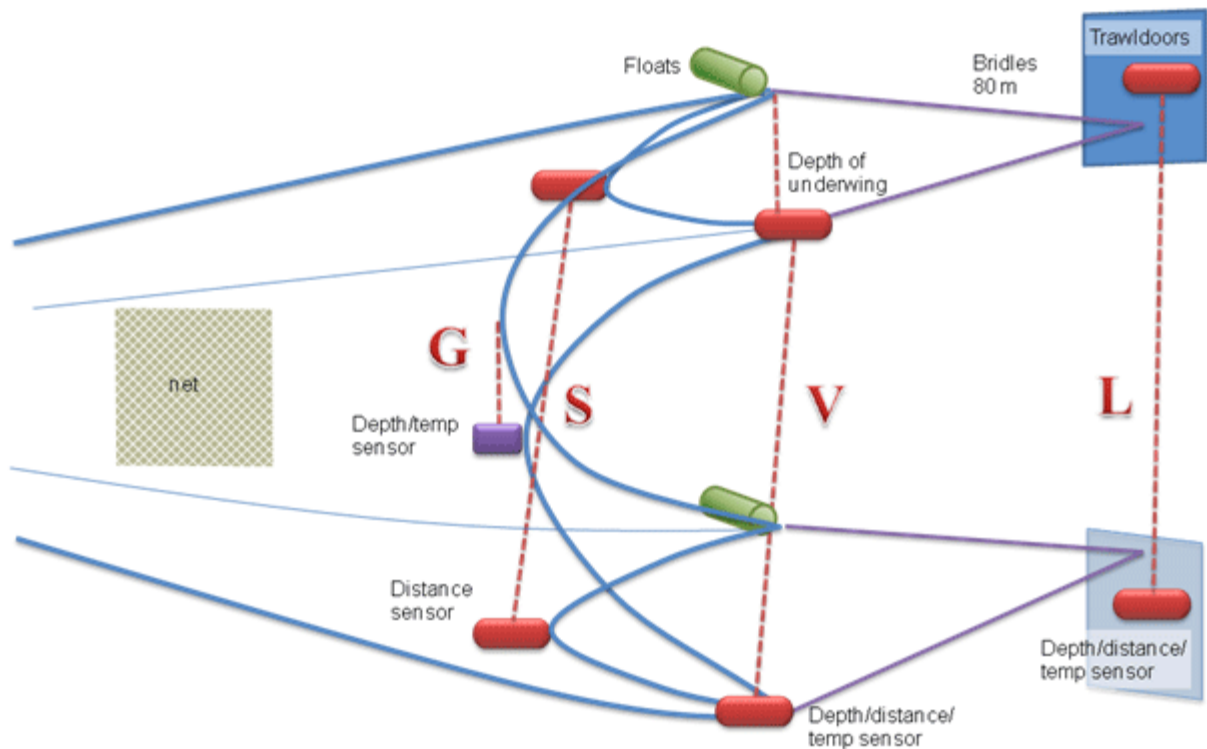 Trawldoors
Floats
Bridles
80 m
Depth of
underwing
G
S
V
L
net
Depth/temp
sensor
Distance
sensor
Depth/distance/
temp sensor
Depth/distance/
temp sensor